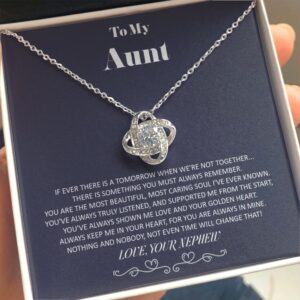 To My
Aunt
IF EVER THERE IS A TOMORROW WHEN WE'RE NOT TOGETHER...
THERE IS SOMETHING YOU MUST ALWAYS REMEMBER.
YOU ARE THE MOST BEAUTIFUL, MOST CARING SOUL I'VE EVER KNOWN.
YOU'VE ALWAYS TRULY LISTENED, AND SUPPORTED ME FROM THE START,
YOU'VE ALWAYS SHOWN ME LOVE AND YOUR GOLDEN HEART.
ALWAYS KEEP ME IN YOUR HEART, FOR YOU ARE ALWAYS IN MINE.
NOTHING AND NOBODY, NOT EVEN TIME WILL CHANGE THAT!
LOVE, YOUR NEPHEW